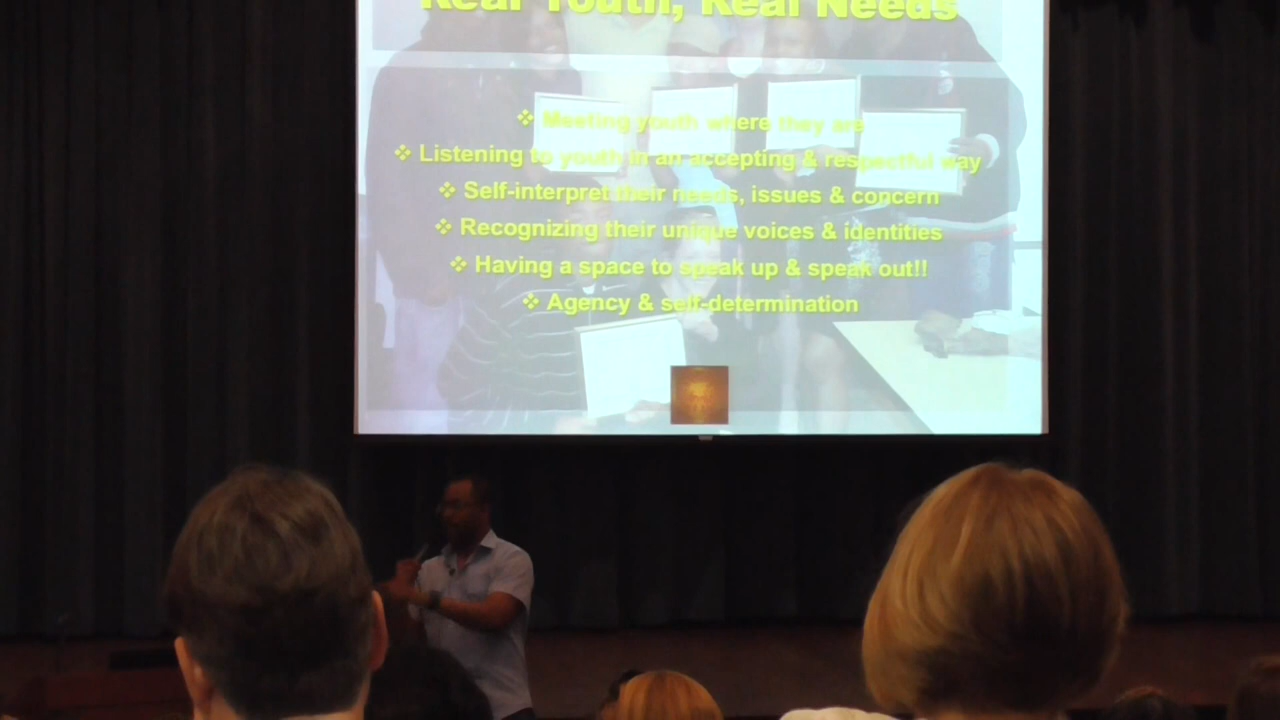 Real Youth, Real Needs
❖ Meeting youth where they are
❖ Listening to youth in an accepting & respectful way
❖ Self-interpret their needs, issues & concern
❖ Recognizing their unique voices & identities
❖ Having a space to speak up & speak out!!
❖ Agency & self-determination